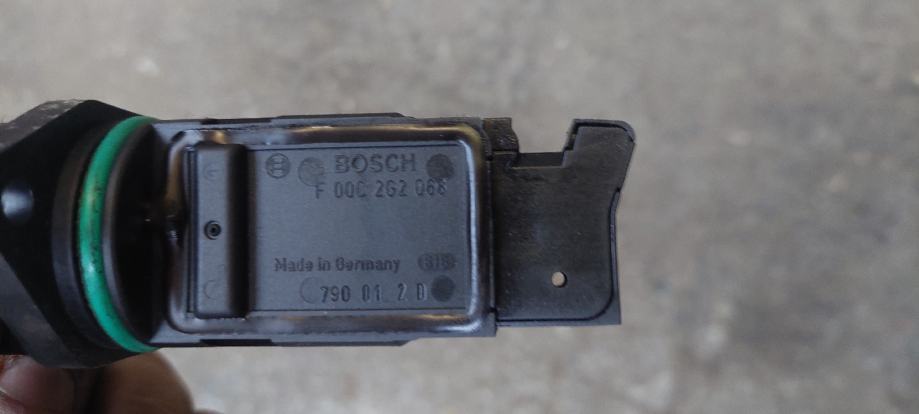 BOSCH
F 00C 2G2 068
Made in Germany
790 01 2 D